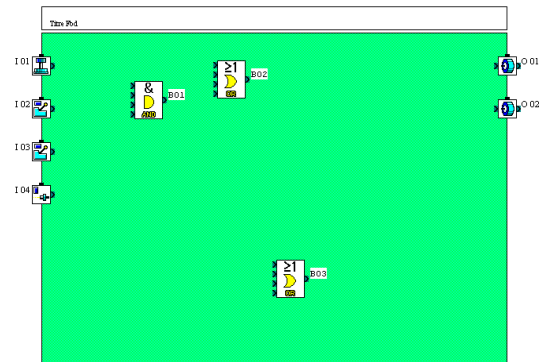 Titre Fbd
I 01
I 02
I 03
I 04
& AND B01
≥1 OR B02
≥1 OR B03
O 01
O 02